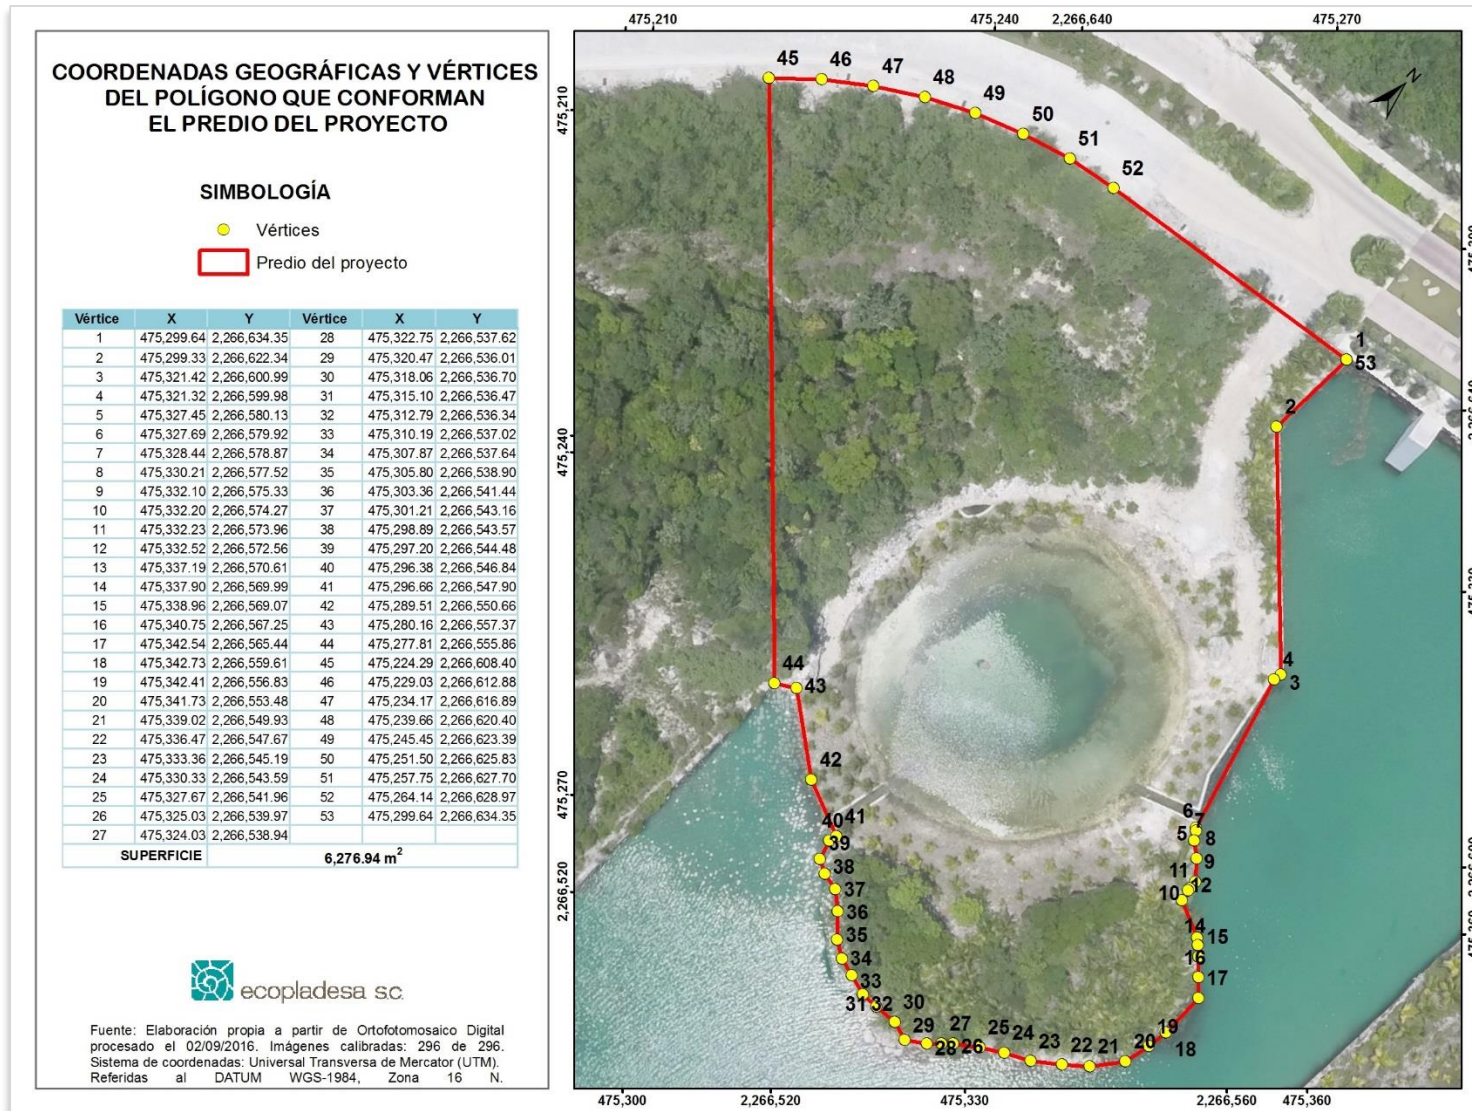 COORDENADAS GEOGRÁFICAS Y VÉRTICES
DEL POLÍGONO QUE CONFORMAN
EL PREDIO DEL PROYECTO
SIMBOLOGÍA
Vértices
Predio del proyecto
Vértice X Y Vértice X Y
1 475,299.64 2,266,634.35 28 475,322.75 2,266,537.62
2 475,299.33 2,266,622.34 29 475,320.47 2,266,536.01
3 475,321.42 2,266,600.99 30 475,318.06 2,266,536.70
4 475,321.32 2,266,599.98 31 475,315.10 2,266,536.47
5 475,327.45 2,266,580.13 32 475,312.79 2,266,536.34
6 475,327.69 2,266,579.92 33 475,310.19 2,266,537.02
7 475,328.44 2,266,578.87 34 475,307.87 2,266,537.64
8 475,330.21 2,266,577.52 35 475,305.80 2,266,538.90
9 475,332.10 2,266,575.33 36 475,303.36 2,266,541.44
10 475,332.20 2,266,574.27 37 475,301.21 2,266,543.16
11 475,332.23 2,266,573.96 38 475,298.89 2,266,543.57
12 475,332.52 2,266,572.56 39 475,297.20 2,266,544.48
13 475,337.19 2,266,570.61 40 475,296.38 2,266,546.84
14 475,337.90 2,266,569.99 41 475,296.66 2,266,547.90
15 475,338.96 2,266,569.07 42 475,289.51 2,266,550.66
16 475,340.75 2,266,567.25 43 475,280.16 2,266,557.37
17 475,342.54 2,266,565.44 44 475,277.81 2,266,555.86
18 475,342.73 2,266,559.61 45 475,224.29 2,266,608.40
19 475,342.41 2,266,556.83 46 475,229.03 2,266,612.88
20 475,341.73 2,266,553.48 47 475,234.17 2,266,616.89
21 475,339.02 2,266,549.93 48 475,239.66 2,266,620.40
22 475,336.47 2,266,547.67 49 475,245.45 2,266,623.39
23 475,333.36 2,266,545.19 50 475,251.50 2,266,625.83
24 475,330.33 2,266,543.59 51 475,257.75 2,266,627.70
25 475,327.67 2,266,541.96 52 475,264.14 2,266,628.97
26 475,325.03 2,266,539.97 53 475,299.64 2,266,634.35
27 475,324.03 2,266,538.94
SUPERFICIE 6,276.94 m²
ecopladesa s.c.
Fuente: Elaboración propia a partir de Ortofotomosaico Digital
procesado el 02/09/2016. Imágenes calibradas: 296 de 296.
Sistema de coordenadas: Universal Transversa de Mercator (UTM).
Referidas al DATUM WGS-1984, Zona 16 N.
475,210 475,240 2,266,640 475,270
N
475,210
475,240
475,270
2,266,520
45 46 47 48 49 50 51 52
1
53
2
4
3
44
43
42
41
40
39
38
37
36
35
34
33
31 32 30
29 28 27 26 25 24 23 22 21 20 19 18
6
7
5 8
9
11 12
10
14 15
16
17
2,266,640
475,300 2,266,520 475,330 2,266,560 475,360